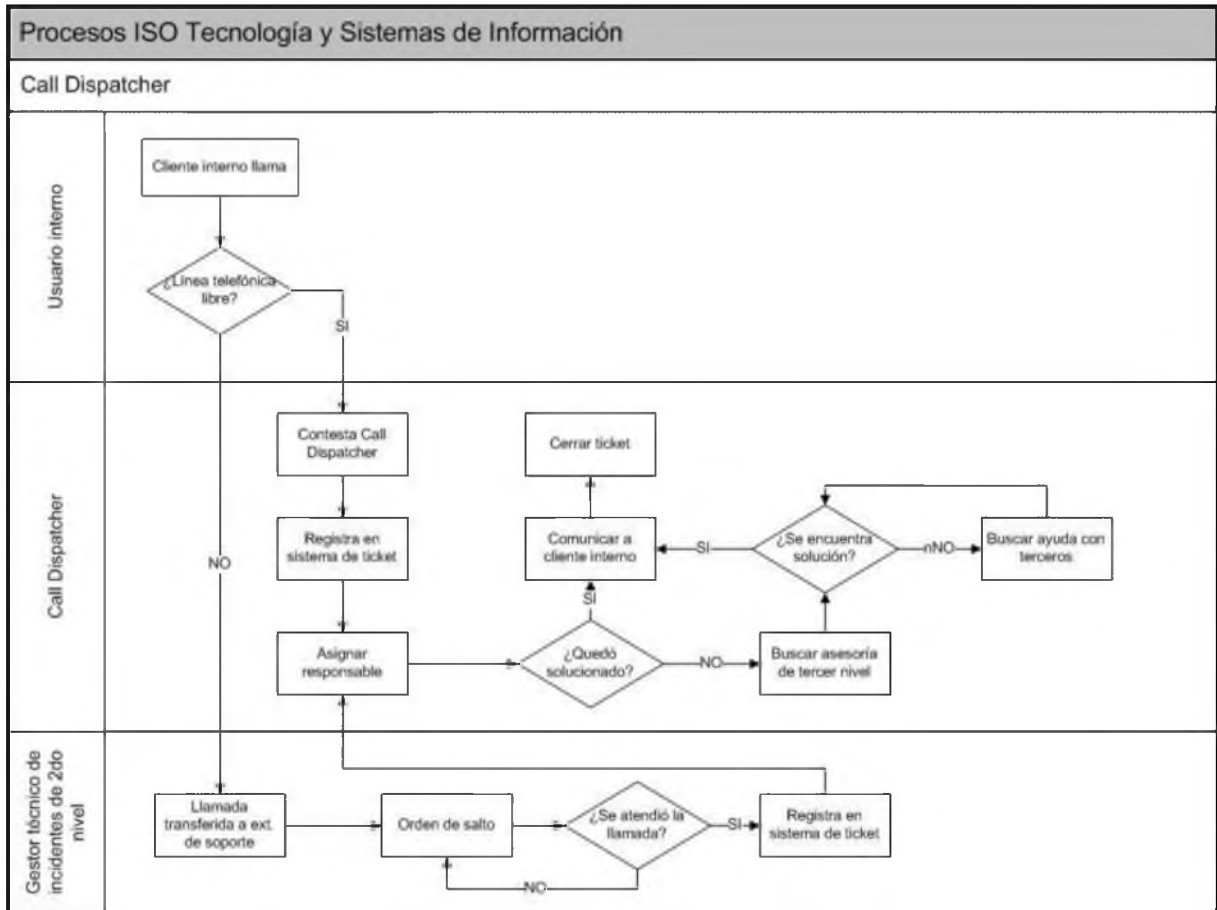 Procesos ISO Tecnología y Sistemas de Información
Call Dispatcher
Usuario interno
Cliente interno llama
¿Línea telefónica
libre?
SI
Call Dispatcher
NO
Contesta Call
Dispatcher
Cerrar ticket
Registra en
sistema de ticket
Comunicar a
cliente interno
SI
¿Se encuentra
solución?
nNO
Buscar ayuda con
terceros
SI
Asignar
responsable
¿Quedó
solucionado?
NO
Buscar asesoría
de tercer nivel
Gestor técnico de
incidentes de 2do
nivel
Llamada
transferida a ext.
de soporte
Orden de salto
¿Se atendió la
llamada?
SI
Registra en
sistema de ticket
NO